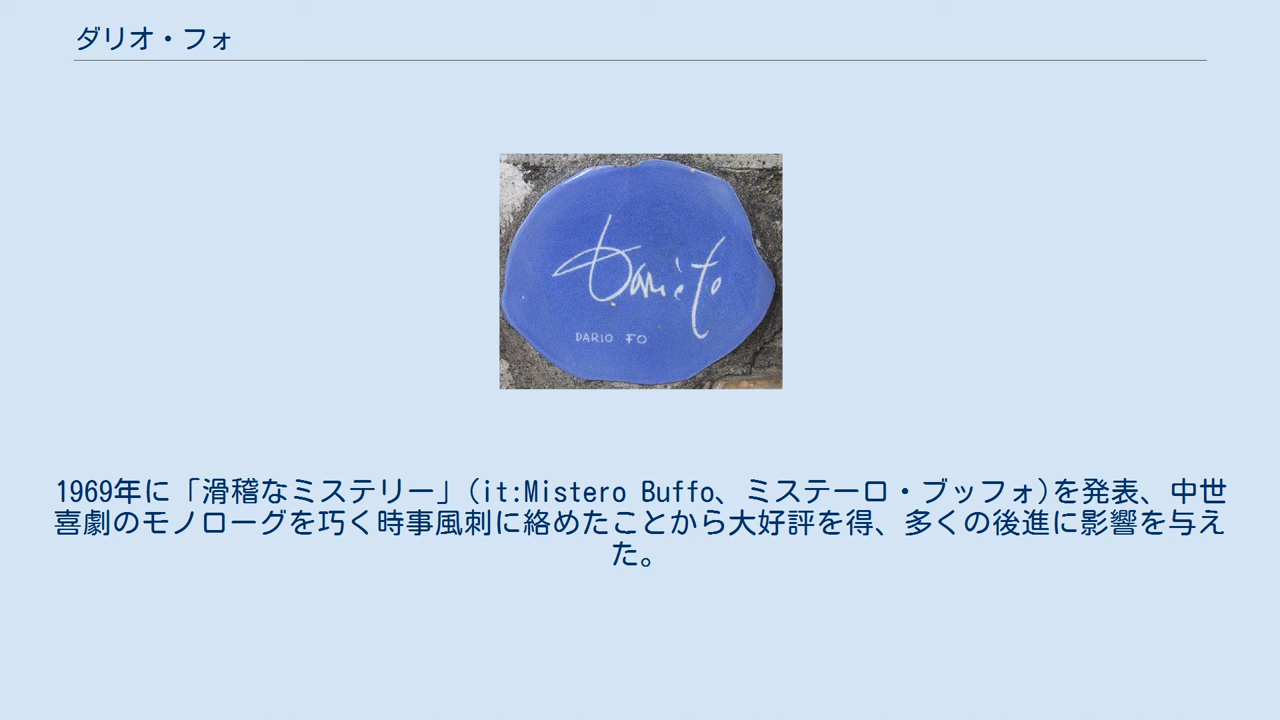 ダリオ・フォ
Dario fo
DARIO FO
1969年に「滑稽なミステリー」(it:Mistero Buffo、ミステーロ・ブッフォ)を発表、中世
喜劇のモノローグを巧く時事風刺に絡めたことから大好評を得、多くの後進に影響を与え
た。